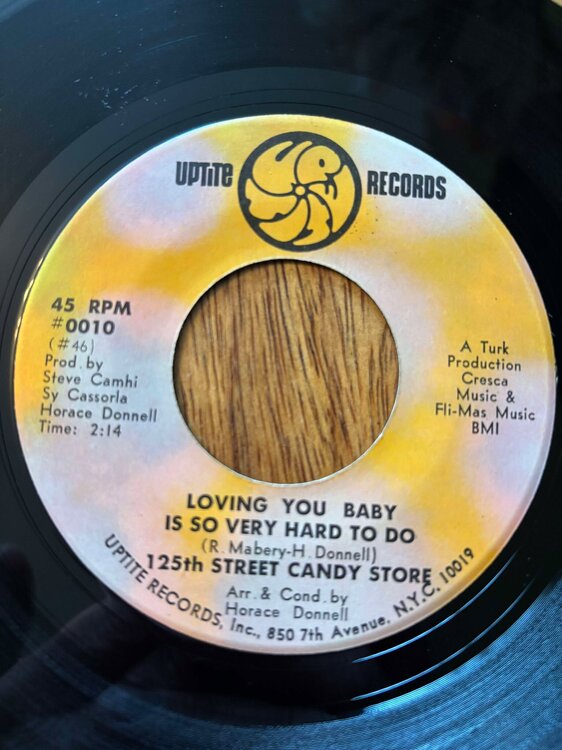 UPTITE RECORDS
45 RPM
#0010
(#46)
Prod. by
Steve Camhi
Sy Cassorla
Horace Donnell
Time: 2:14
A Turk
Production
Cresca
Music &
Fli-Mas Music
BMI
LOVING YOU BABY
IS SO VERY HARD TO DO
(R. Mabery-H. Donnell)
125th STREET CANDY STORE
Arr. & Cond. by
Horace Donnell
UPTITE RECORDS, Inc., 850 7th Avenue, N.Y.C. 10019